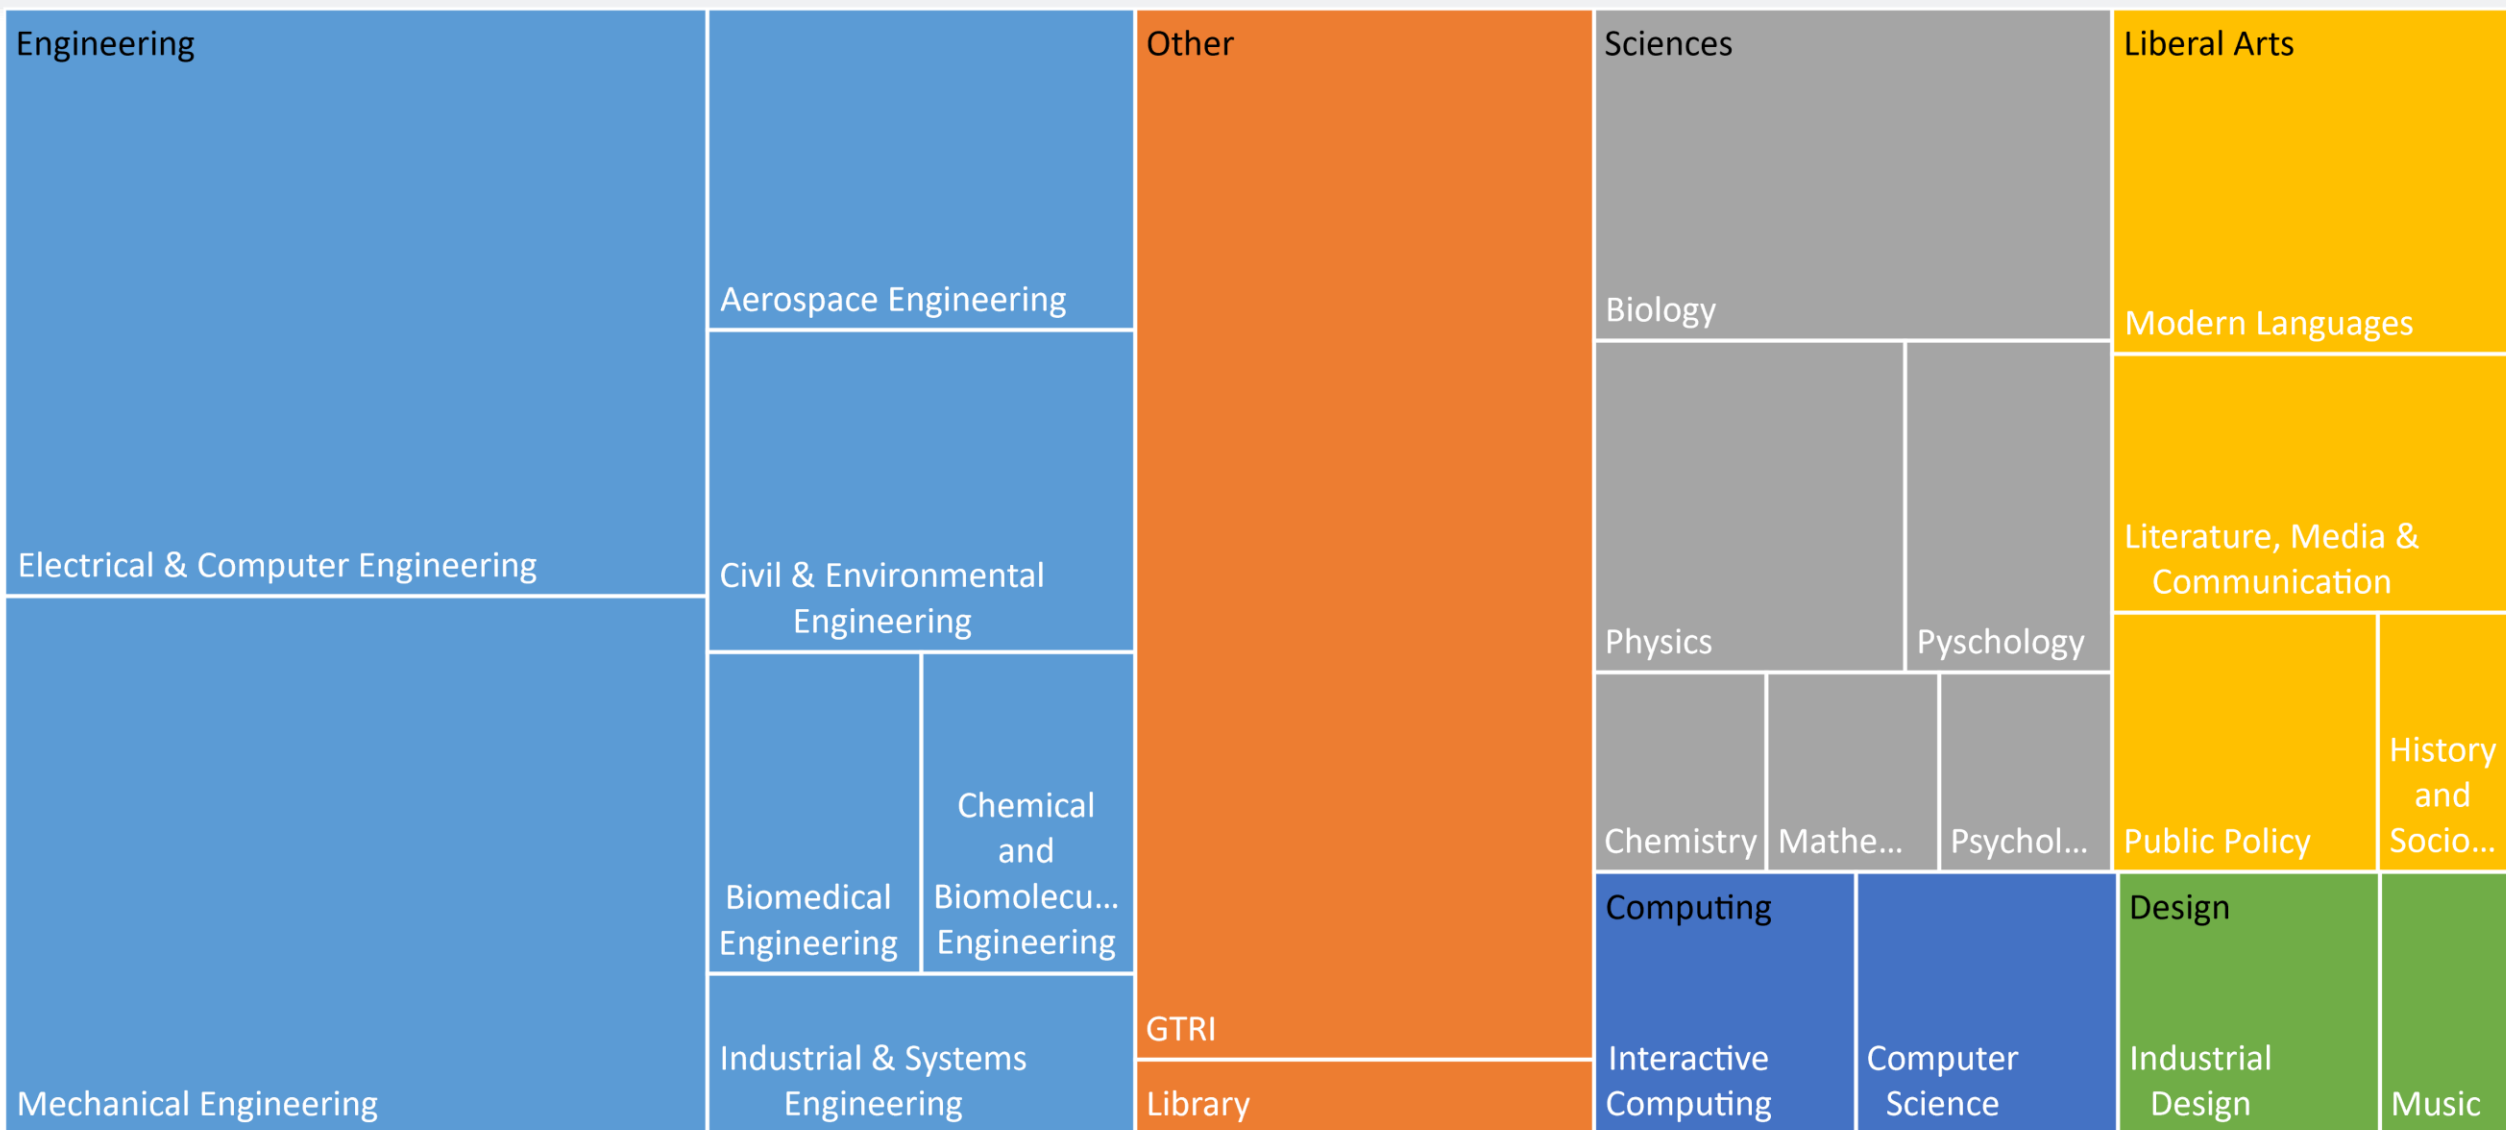 Engineering
Electrical & Computer Engineering
Mechanical Engineering
Aerospace Engineering
Civil & Environmental
Engineering
Biomedical
Engineering
Chemical
and
Biomolecu...
Engineering
Industrial & Systems
Engineering
Other
GTRI
Library
Sciences
Biology
Physics
Pyschology
Chemistry
Mathe...
Psychol...
Liberal Arts
Modern Languages
Literature, Media &
Communication
Public Policy
History
and
Socio...
Computing
Interactive
Computing
Computer
Science
Design
Industrial
Design
Music